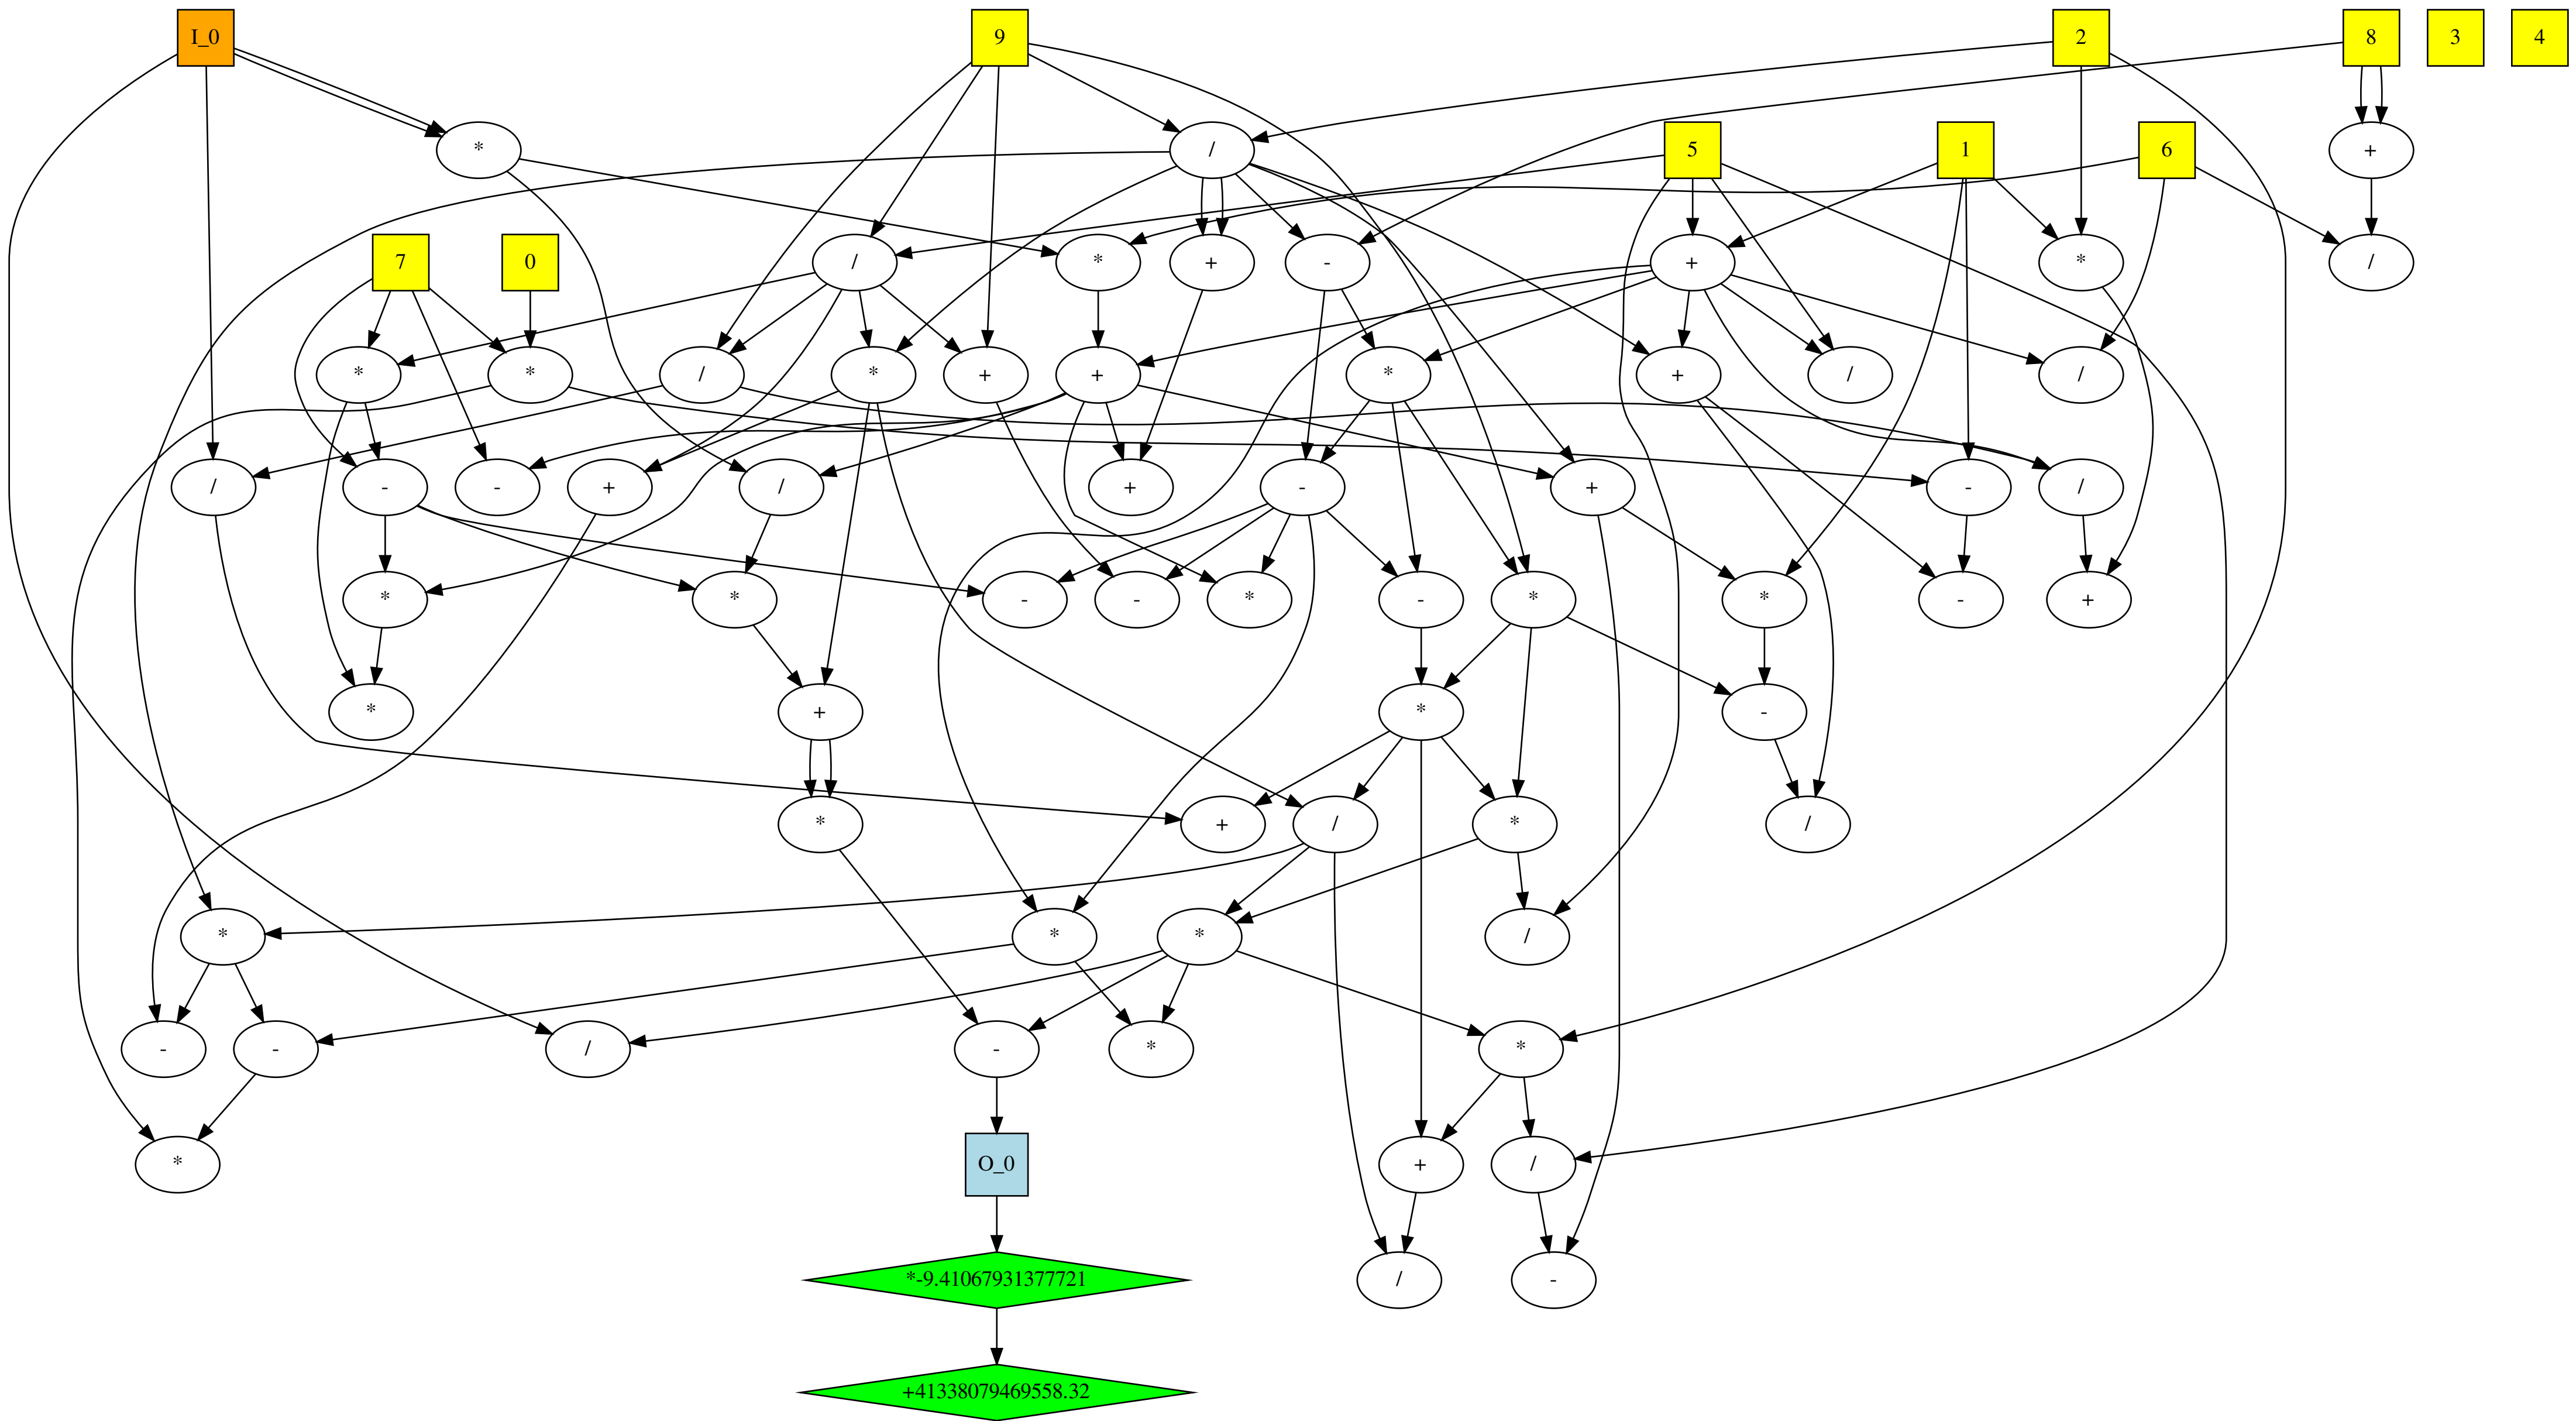 I_0 9 2 8 3 4
* / 5 1 6 +
7 0 / * + - + * /
* * / * + + * + / /
/ - - + / + - + - /
* * - - * - * * - +
* + * -
* + / * /
* * * /
- - / - * *
* O_0 + /
*-9.41067931377721 / -
+41338079469558.32